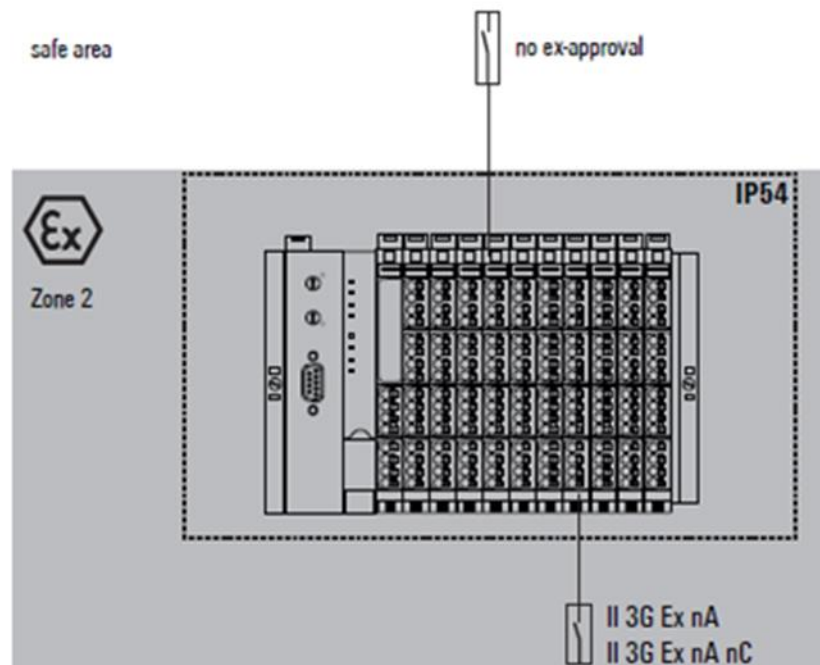 safe area
no ex-approval
IP54
Ex
Zone 2
II 3G Ex nA
II 3G Ex nA nC